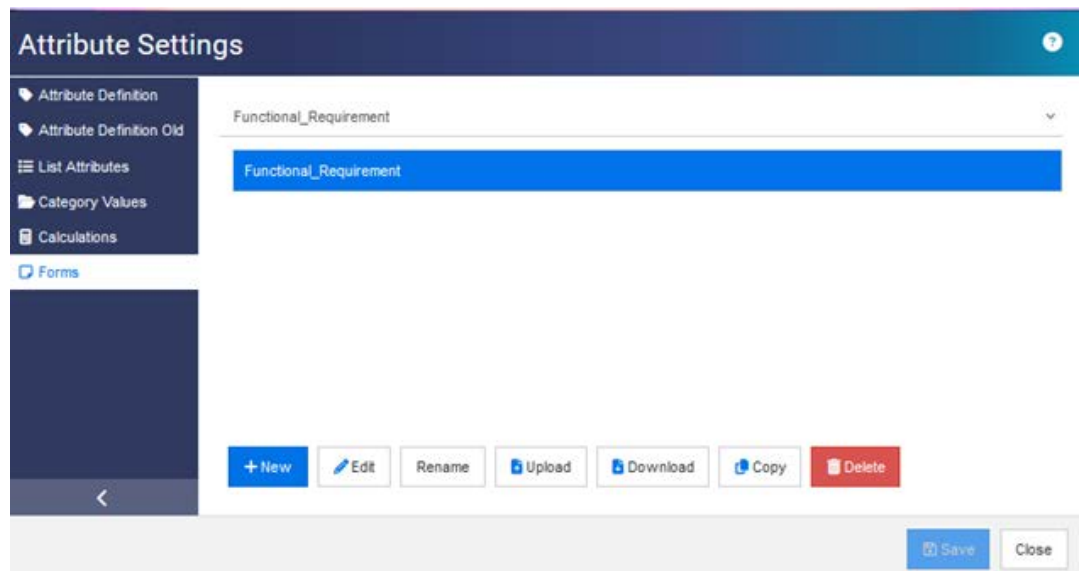 Attribute Settings
?
Attribute Definition
Attribute Definition Old
List Attributes
Category Values
Calculations
Forms
Functional_Requirement
Functional_Requirement
+ New
Edit
Rename
Upload
Download
Copy
Delete
Save
Close